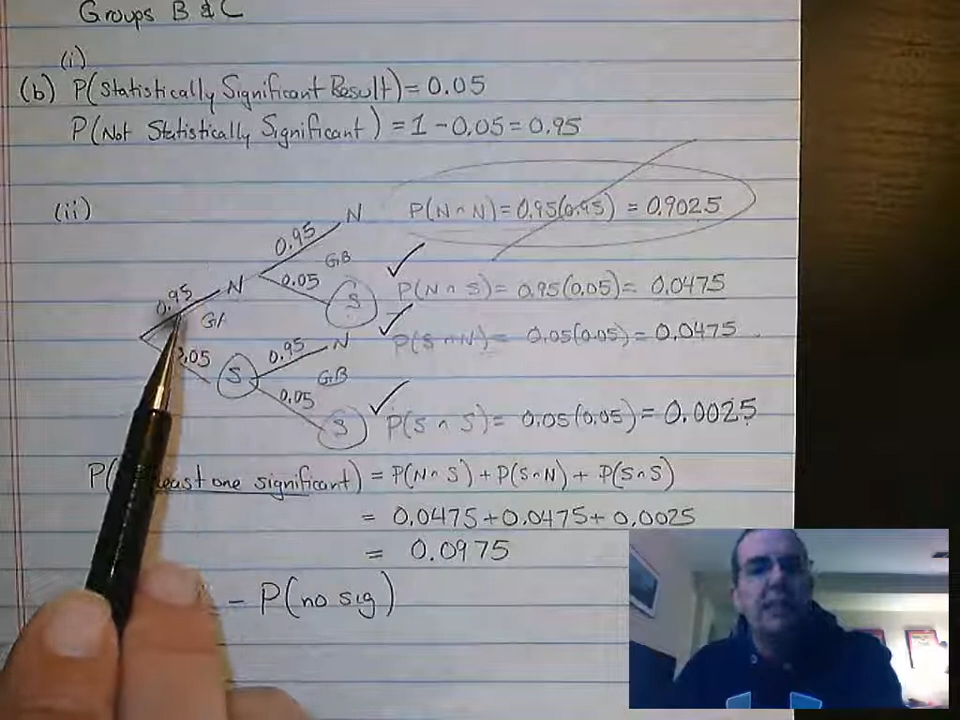 Groups B & C
(i)
(b) P(Statistically Significant Result) = 0.05
P(Not Statistically Significant) = 1 - 0.05 = 0.95
(ii)
0.95 N P(N ∩ N) = 0.95(0.95) = 0.9025
GB
0.95 N 0.05 S ✓ P(N ∩ S) = 0.95(0.05) = 0.0475
GA
.05 S 0.95 N ✓ P(S ∩ N) = 0.05(0.05) = 0.0475
GB
0.05 S ✓ P(S ∩ S) = 0.05(0.05) = 0.0025
P( least one significant) = P(N ∩ S) + P(S ∩ N) + P(S ∩ S)
= 0.0475 + 0.0475 + 0.0025
= 0.0975
- P(no sig)